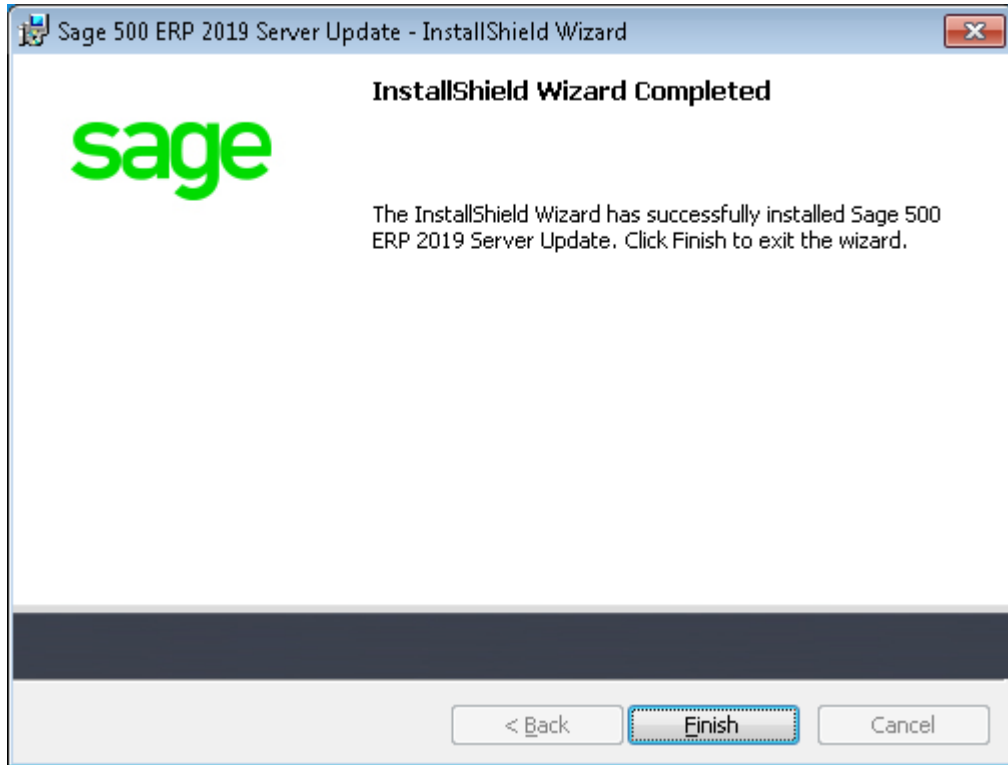 Sage 500 ERP 2019 Server Update - InstallShield Wizard
InstallShield Wizard Completed
sage
The InstallShield Wizard has successfully installed Sage 500
ERP 2019 Server Update. Click Finish to exit the wizard.
< Back
Finish
Cancel